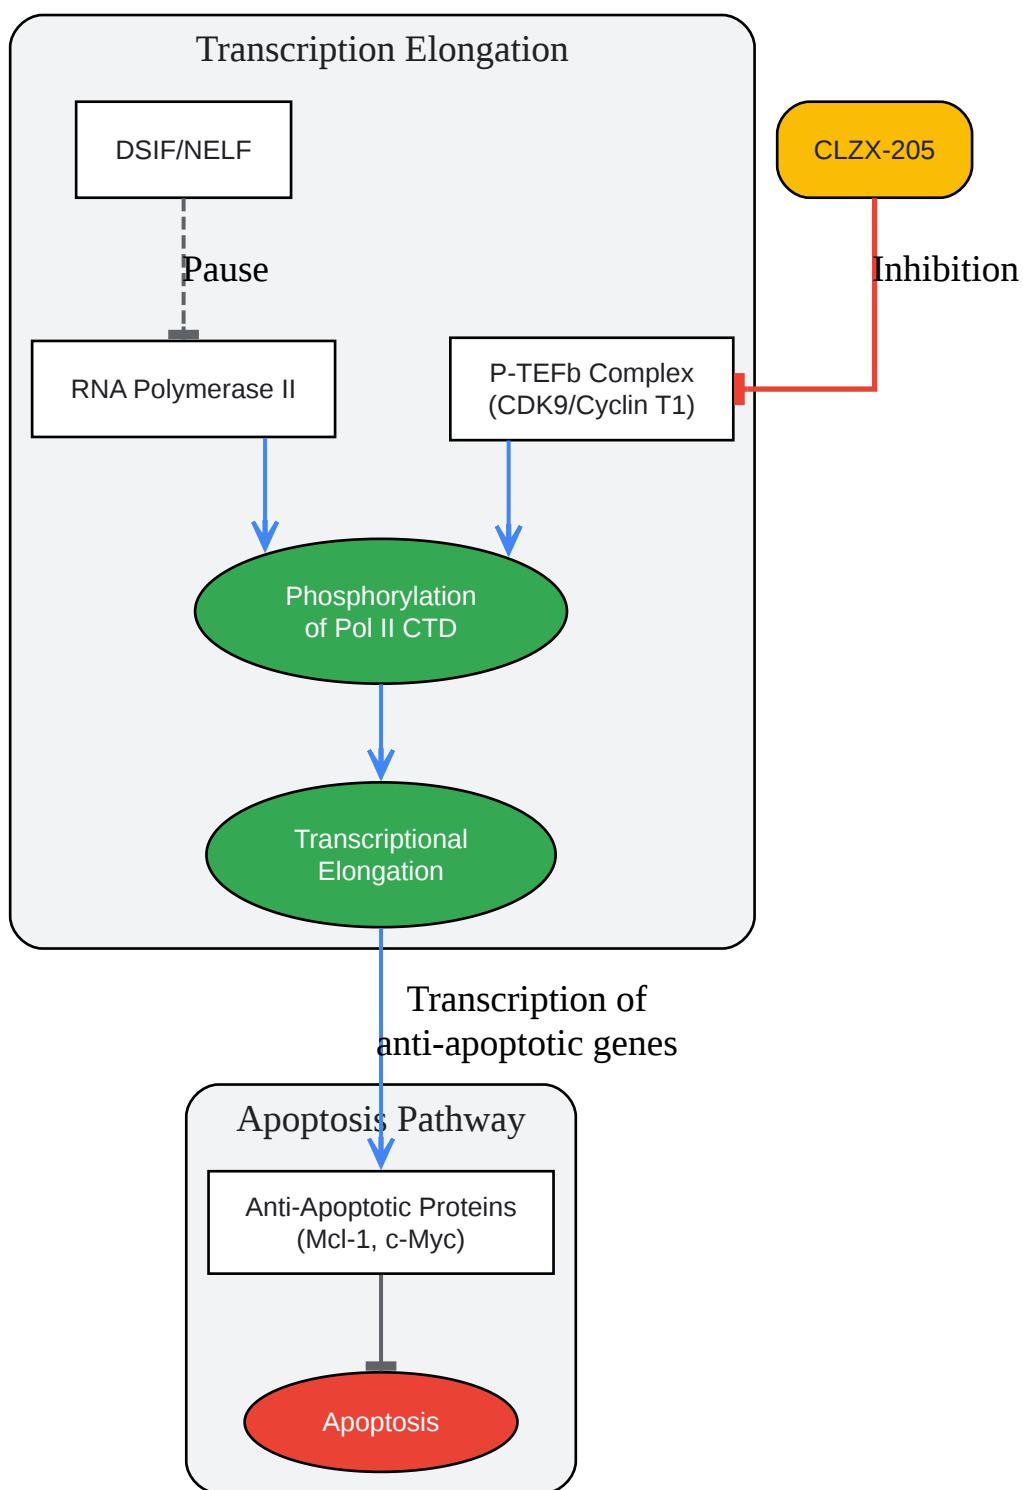 Transcription Elongation
DSIF/NELF
CLZX-205
Pause
Inhibition
RNA Polymerase II
P-TEFb Complex
(CDK9/Cyclin T1)
Phosphorylation
of Pol II CTD
Transcriptional
Elongation
Transcription of
anti-apoptotic genes
Apoptosis Pathway
Anti-Apoptotic Proteins
(Mcl-1, c-Myc)
Apoptosis